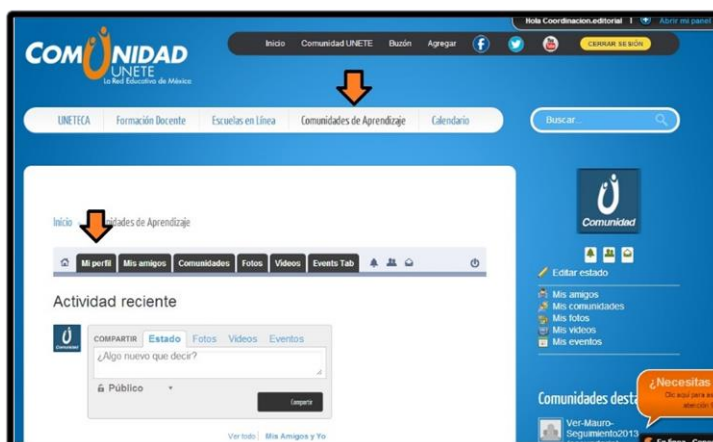 Hola Coordinacion.editorial | Abrir mi panel
COMUNIDAD
UNETE
La Red Educativa de México
Inicio Comunidad UNETE Buzón Agregar
CERRAR SESIÓN
UNETECA Formación Docente Escuelas en Línea Comunidades de Aprendizaje Calendario
Buscar...
Comunidad
Inicio Comunidades de Aprendizaje
Mi perfil Mis amigos Comunidades Fotos Videos Events Tab
Editar estado
Mis amigos
Mis comunidades
Mis fotos
Mis videos
Mis eventos
Actividad reciente
COMPARTIR Estado Fotos Videos Eventos
¿Algo nuevo que decir?
Público
Compartir
Ver todo | Mis Amigos y Yo
Comunidades desta
¿Necesitas
Ver-Mauro-
Seguimiento2013